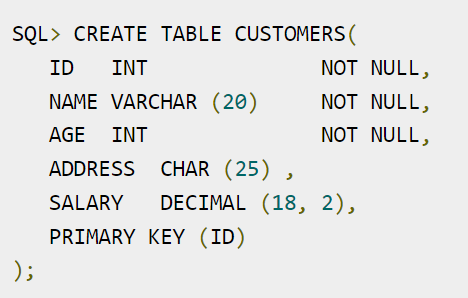 SQL> CREATE TABLE CUSTOMERS(
   ID   INT              NOT NULL,
   NAME VARCHAR (20)     NOT NULL,
   AGE  INT              NOT NULL,
   ADDRESS  CHAR (25) ,
   SALARY   DECIMAL (18, 2),
   PRIMARY KEY (ID)
);